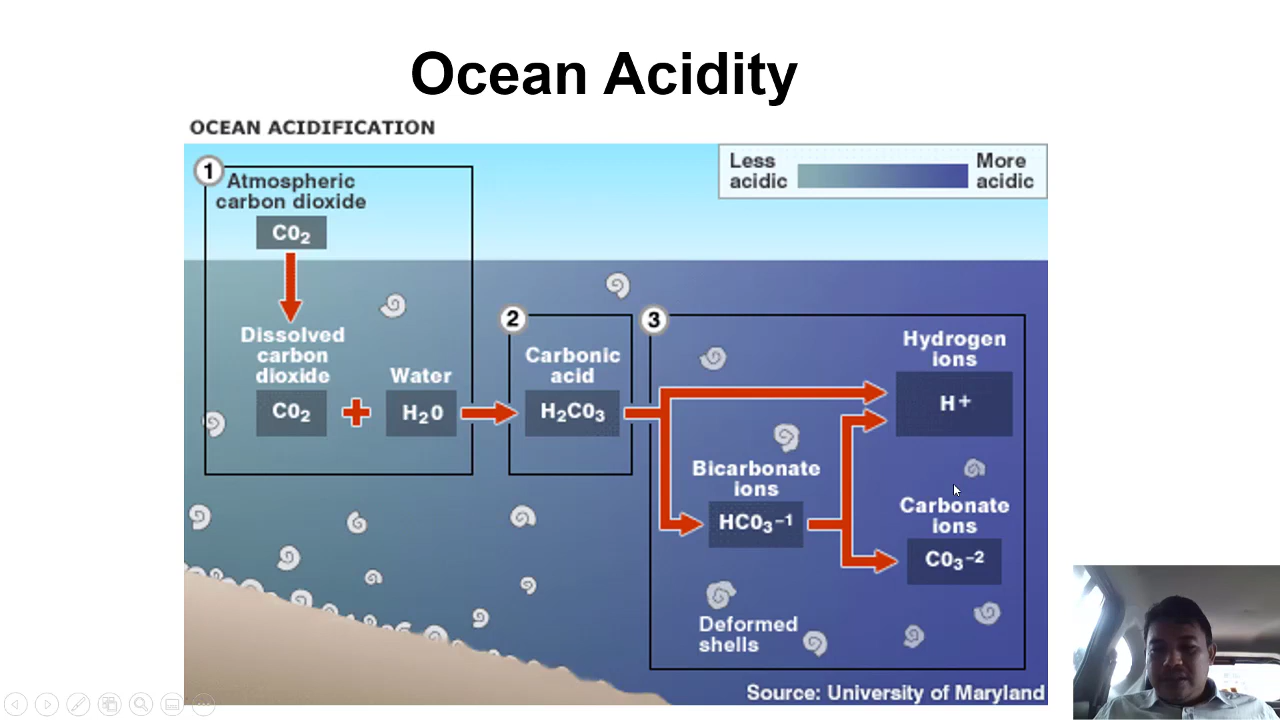 Ocean Acidity
OCEAN ACIDIFICATION
Less acidic
More acidic
1
Atmospheric
carbon dioxide
CO₂
Dissolved
carbon
dioxide
CO₂
+
Water
H₂O
2
Carbonic
acid
H₂CO₃
3
Hydrogen
ions
H⁺
Bicarbonate
ions
HCO₃⁻¹
Carbonate
ions
CO₃⁻²
Deformed
shells
Source: University of Maryland